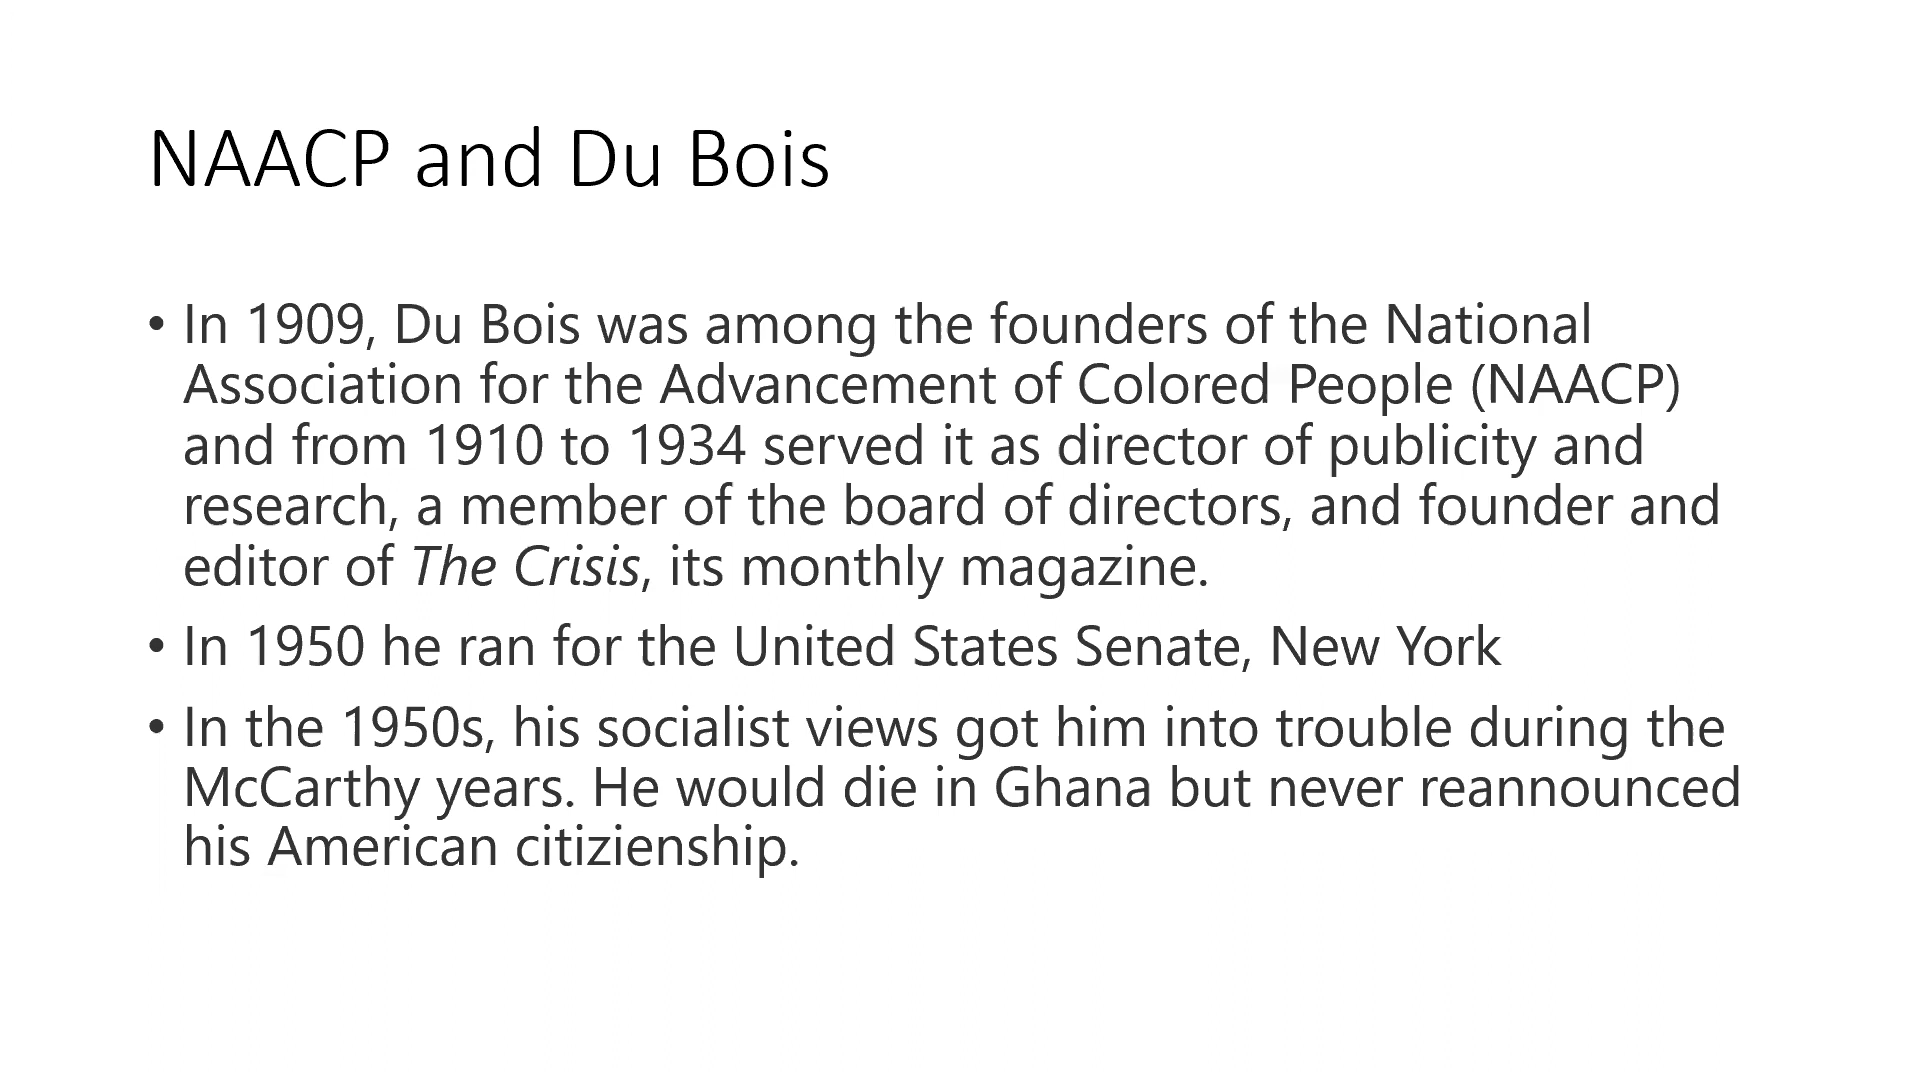 NAACP and Du Bois
• In 1909, Du Bois was among the founders of the National
Association for the Advancement of Colored People (NAACP)
and from 1910 to 1934 served it as director of publicity and
research, a member of the board of directors, and founder and
editor of The Crisis, its monthly magazine.
• In 1950 he ran for the United States Senate, New York
• In the 1950s, his socialist views got him into trouble during the
McCarthy years. He would die in Ghana but never reannounced
his American citizienship.